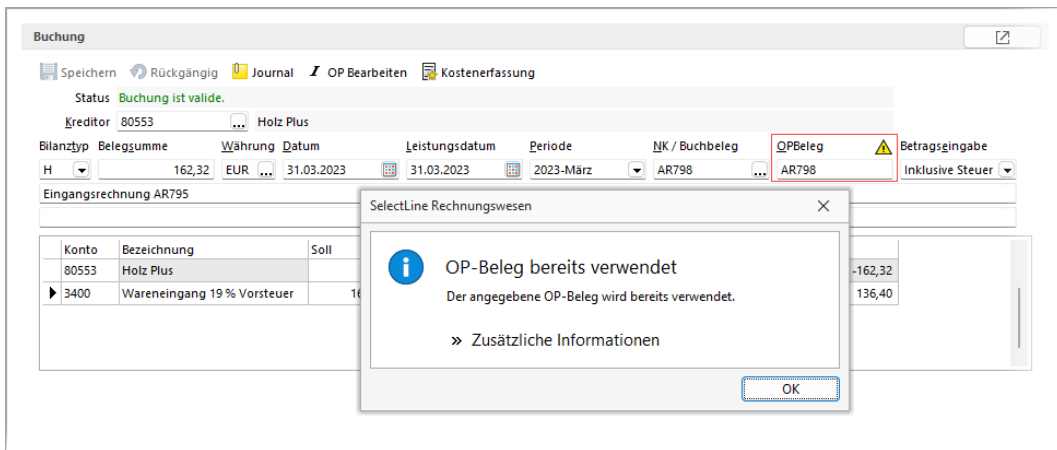 Buchung
Speichern Rückgängig Journal I OP Bearbeiten Kostenerfassung
Status Buchung ist valide.
Kreditor 80553 ... Holz Plus
Bilanztyp Belegsumme Währung Datum Leistungsdatum Periode NK / Buchbeleg OPBeleg Betragseingabe
H 162,32 EUR ... 31.03.2023 31.03.2023 2023-März AR798 ... AR798 Inklusive Steuer
Eingangsrechnung AR795
SelectLine Rechnungswesen
Konto Bezeichnung Soll
80553 Holz Plus -162,32
3400 Wareneingang 19 % Vorsteuer 16 136,40
OP-Beleg bereits verwendet
Der angegebene OP-Beleg wird bereits verwendet.
» Zusätzliche Informationen
OK